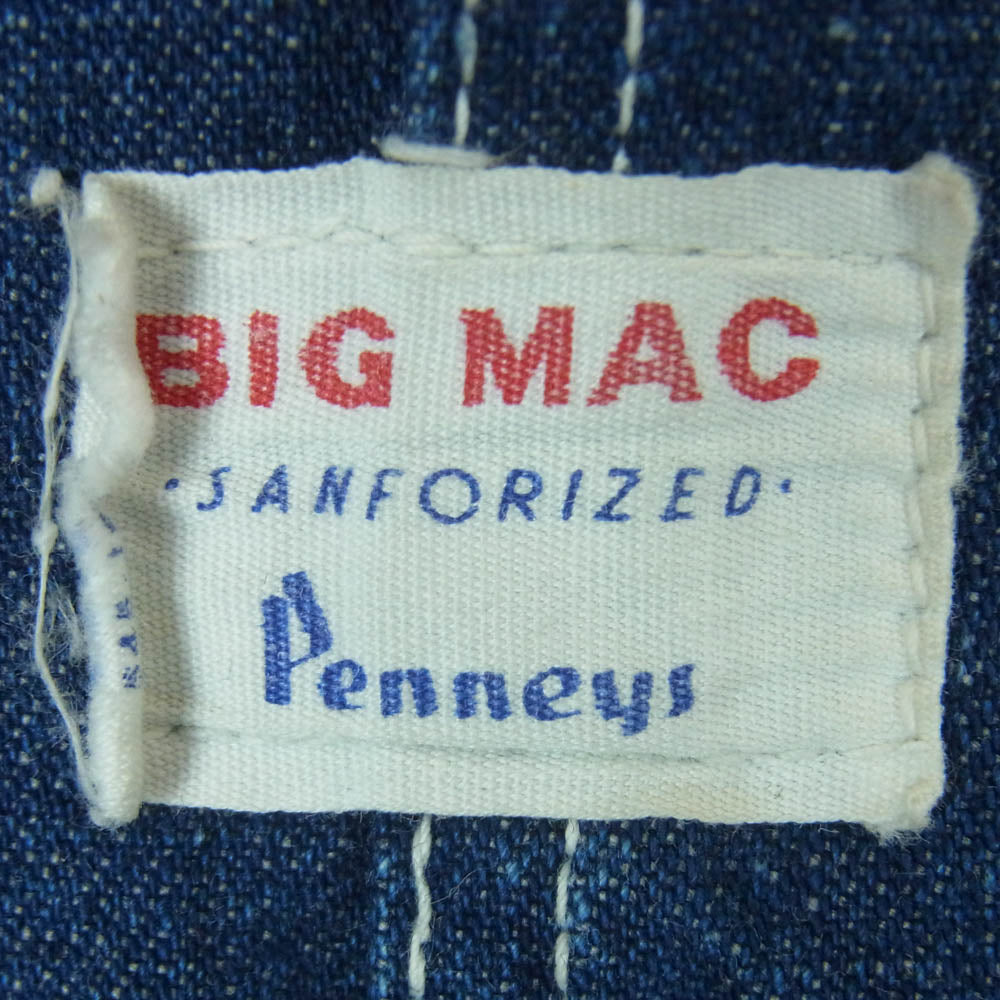 BIG MAC
·SANFORIZED·
Penneys